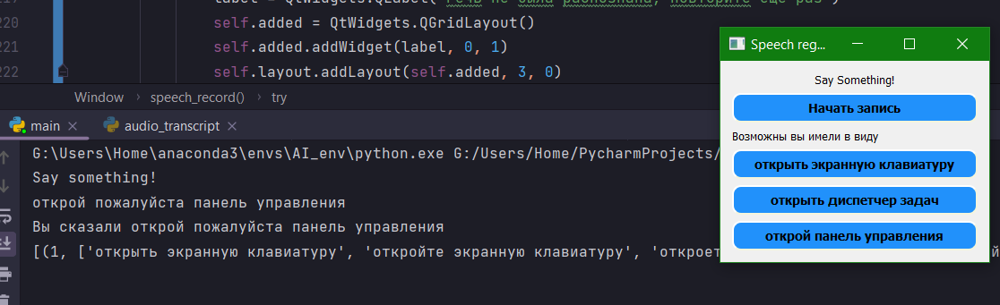 label = QtWidgets.QLabel("Речь не была распознана, повторите еще раз")
220 self.added = QtWidgets.QGridLayout()
221 self.added.addWidget(label, 0, 1)
222 self.layout.addLayout(self.added, 3, 0)
Window › speech_record() › try
main × audio_transcript ×
G:\Users\Home\anaconda3\envs\AI_env\python.exe G:/Users/Home/PycharmProjects/
Say something!
открой пожалуйста панель управления
Вы сказали открой пожалуйста панель управления
[(1, ['открыть экранную клавиатуру', 'откройте экранную клавиатуру', 'откроет
Speech reg...
Say Something!
Начать запись
Возможны вы имели в виду
открыть экранную клавиатуру
открыть диспетчер задач
открой панель управления